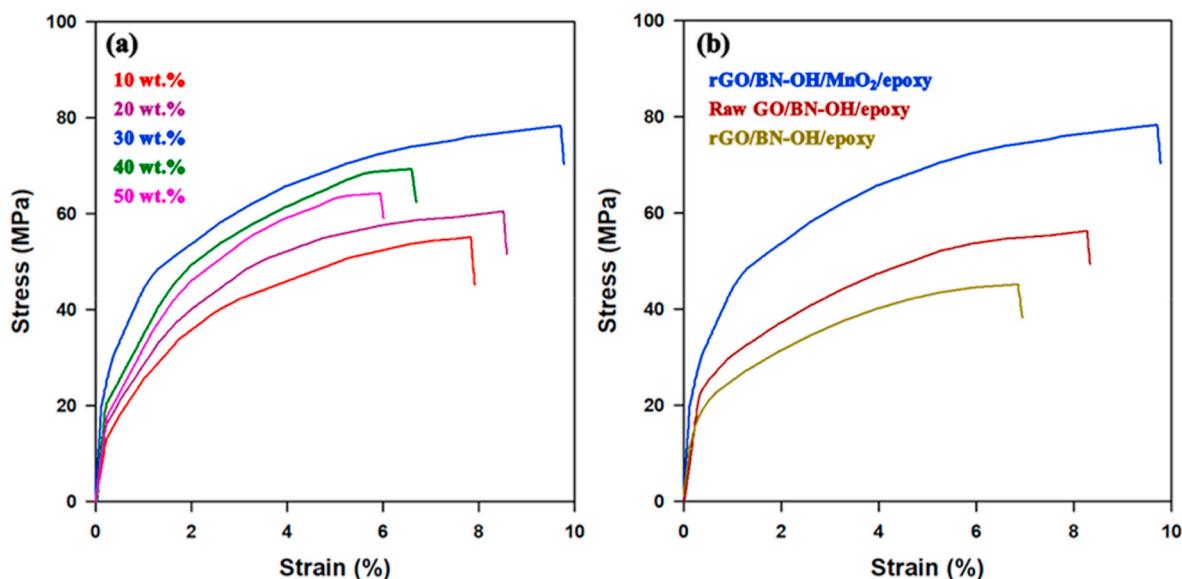 (a)
10 wt.%
20 wt.%
30 wt.%
40 wt.%
50 wt.%
Stress (MPa)
100
80
60
40
20
0
0 2 4 6 8 10
Strain (%)
(b)
rGO/BN-OH/MnO₂/epoxy
Raw GO/BN-OH/epoxy
rGO/BN-OH/epoxy
Stress (MPa)
100
80
60
40
20
0
0 2 4 6 8 10
Strain (%)